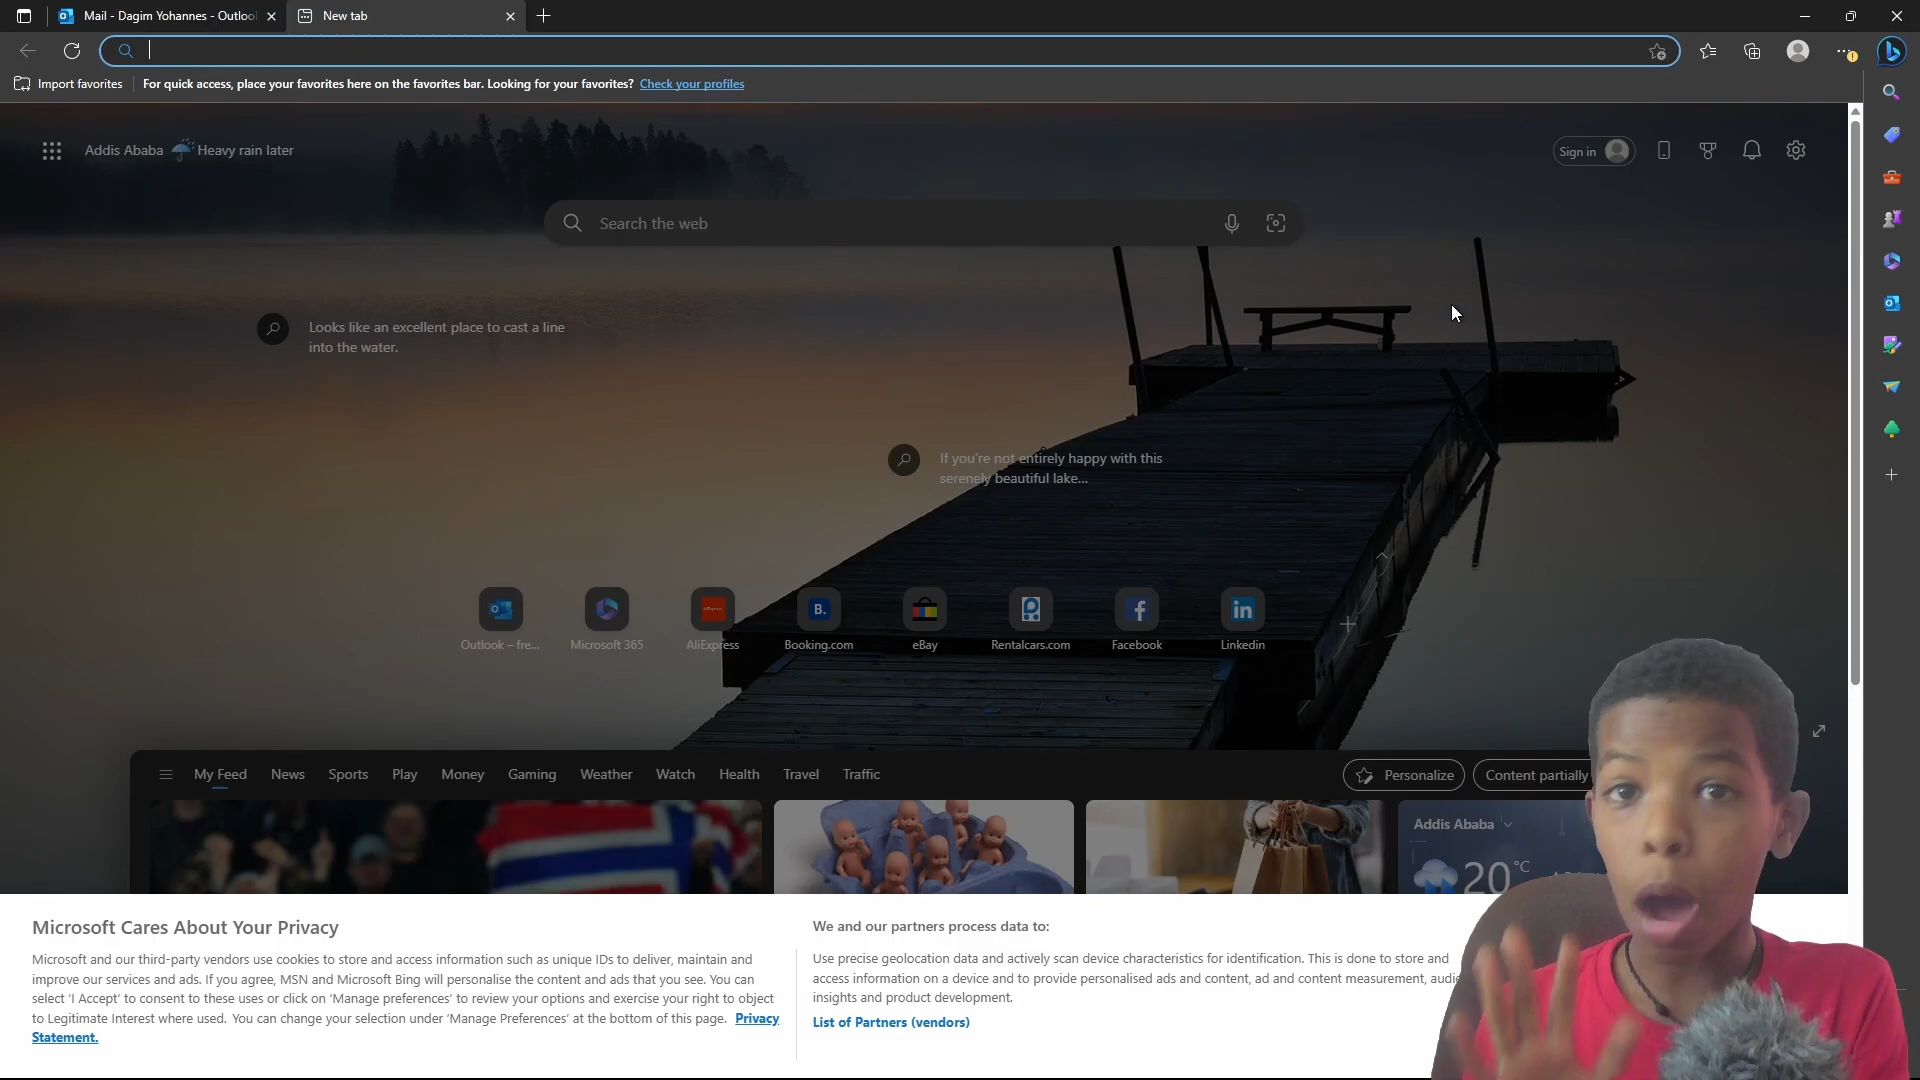 Mail - Dagim Yohannes - Outloo
New tab
Import favorites
For quick access, place your favorites here on the favorites bar. Looking for your favorites? Check your profiles
Addis Ababa
Heavy rain later
Sign in
Search the web
Looks like an excellent place to cast a line
into the water.
If you're not entirely happy with this
serenely beautiful lake...
Outlook – fre...
Microsoft 365
AliExpress
Booking.com
eBay
Rentalcars.com
Facebook
Linkedin
My Feed
News
Sports
Play
Money
Gaming
Weather
Watch
Health
Travel
Traffic
Personalize
Content partially
Addis Ababa
20 °C
Microsoft Cares About Your Privacy
Microsoft and our third-party vendors use cookies to store and access information such as unique IDs to deliver, maintain and
improve our services and ads. If you agree, MSN and Microsoft Bing will personalise the content and ads that you see. You can
select 'I Accept' to consent to these uses or click on 'Manage preferences' to review your options and exercise your right to object
to Legitimate Interest where used. You can change your selection under 'Manage Preferences' at the bottom of this page. Privacy
Statement.
We and our partners process data to:
Use precise geolocation data and actively scan device characteristics for identification. This is done to store and
access information on a device and to provide personalised ads and content, ad and content measurement, audie
insights and product development.
List of Partners (vendors)